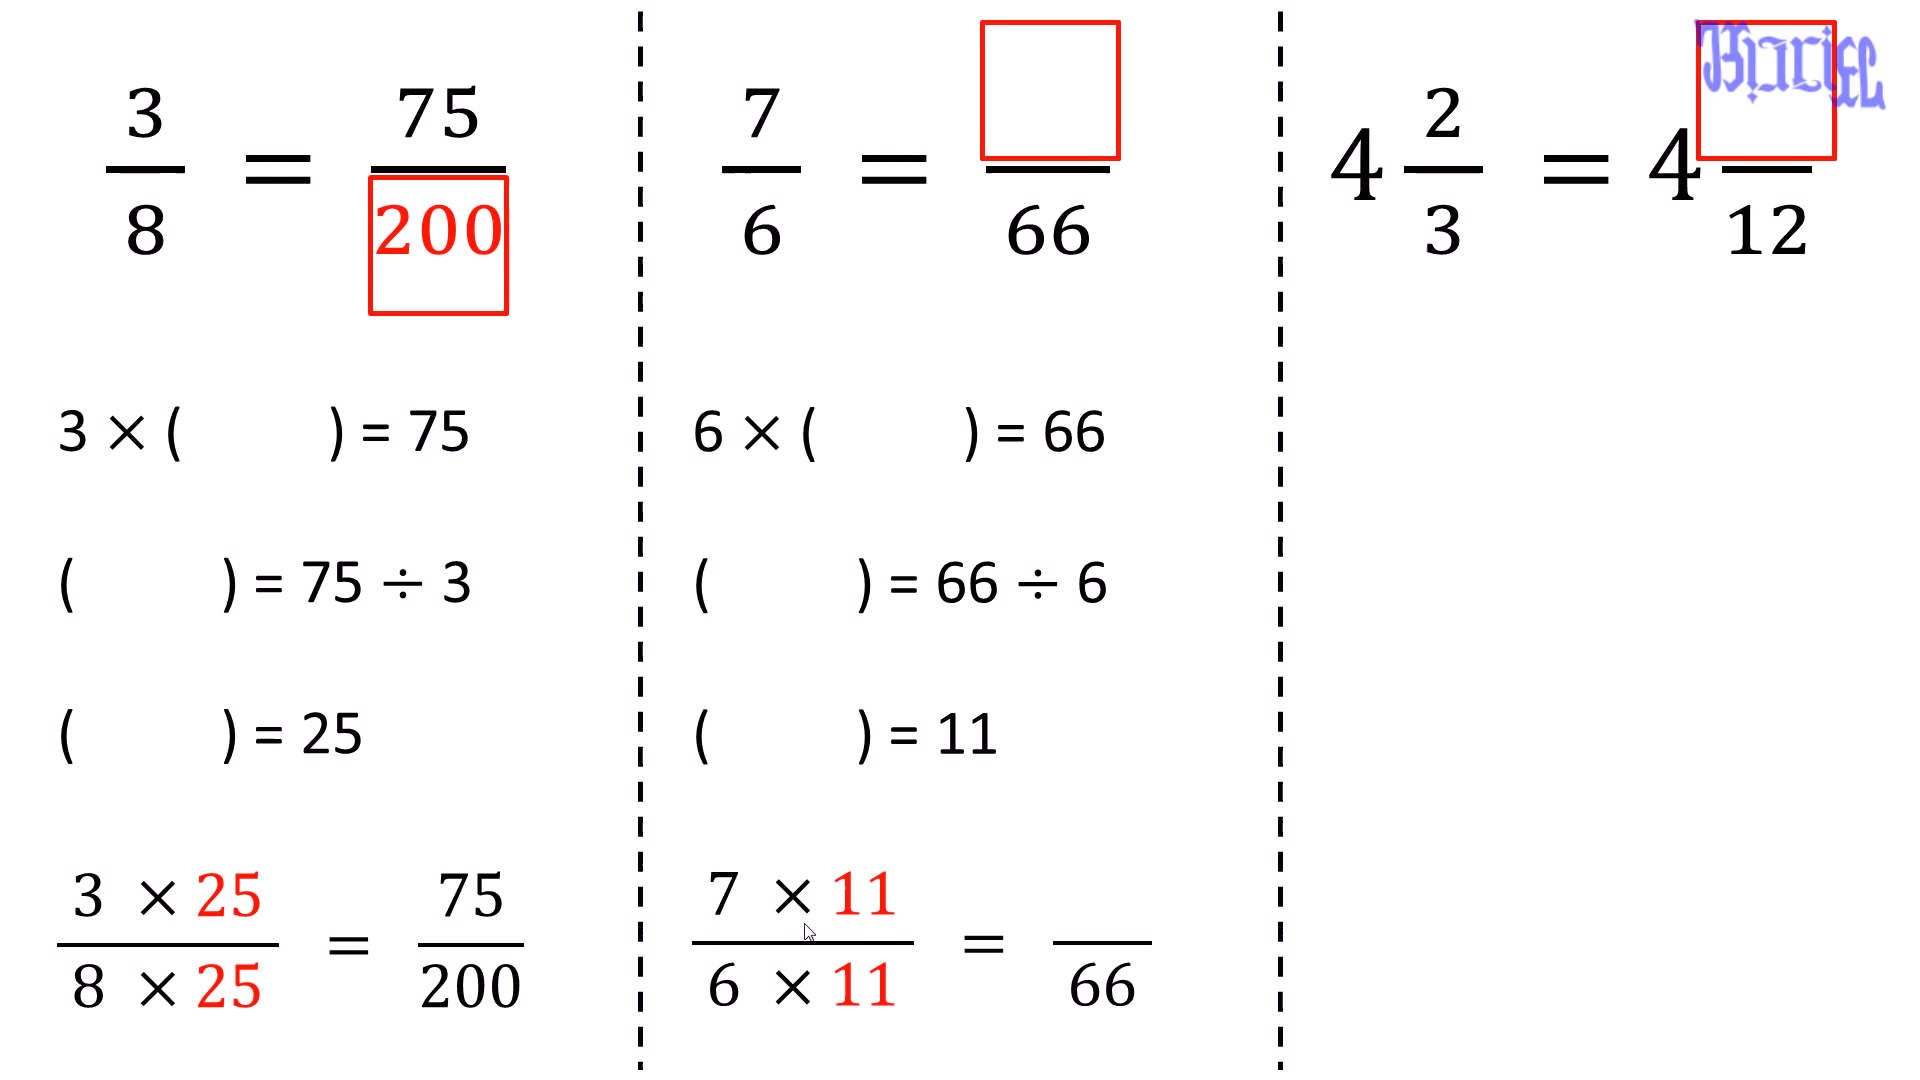 3/8 = 75/200
3 × ( ) = 75
( ) = 75 ÷ 3
( ) = 25
3 × 25 / 8 × 25 = 75/200
7/6 = /66
6 × ( ) = 66
( ) = 66 ÷ 6
( ) = 11
7 × 11 / 6 × 11 = /66
4 2/3 = 4 /12